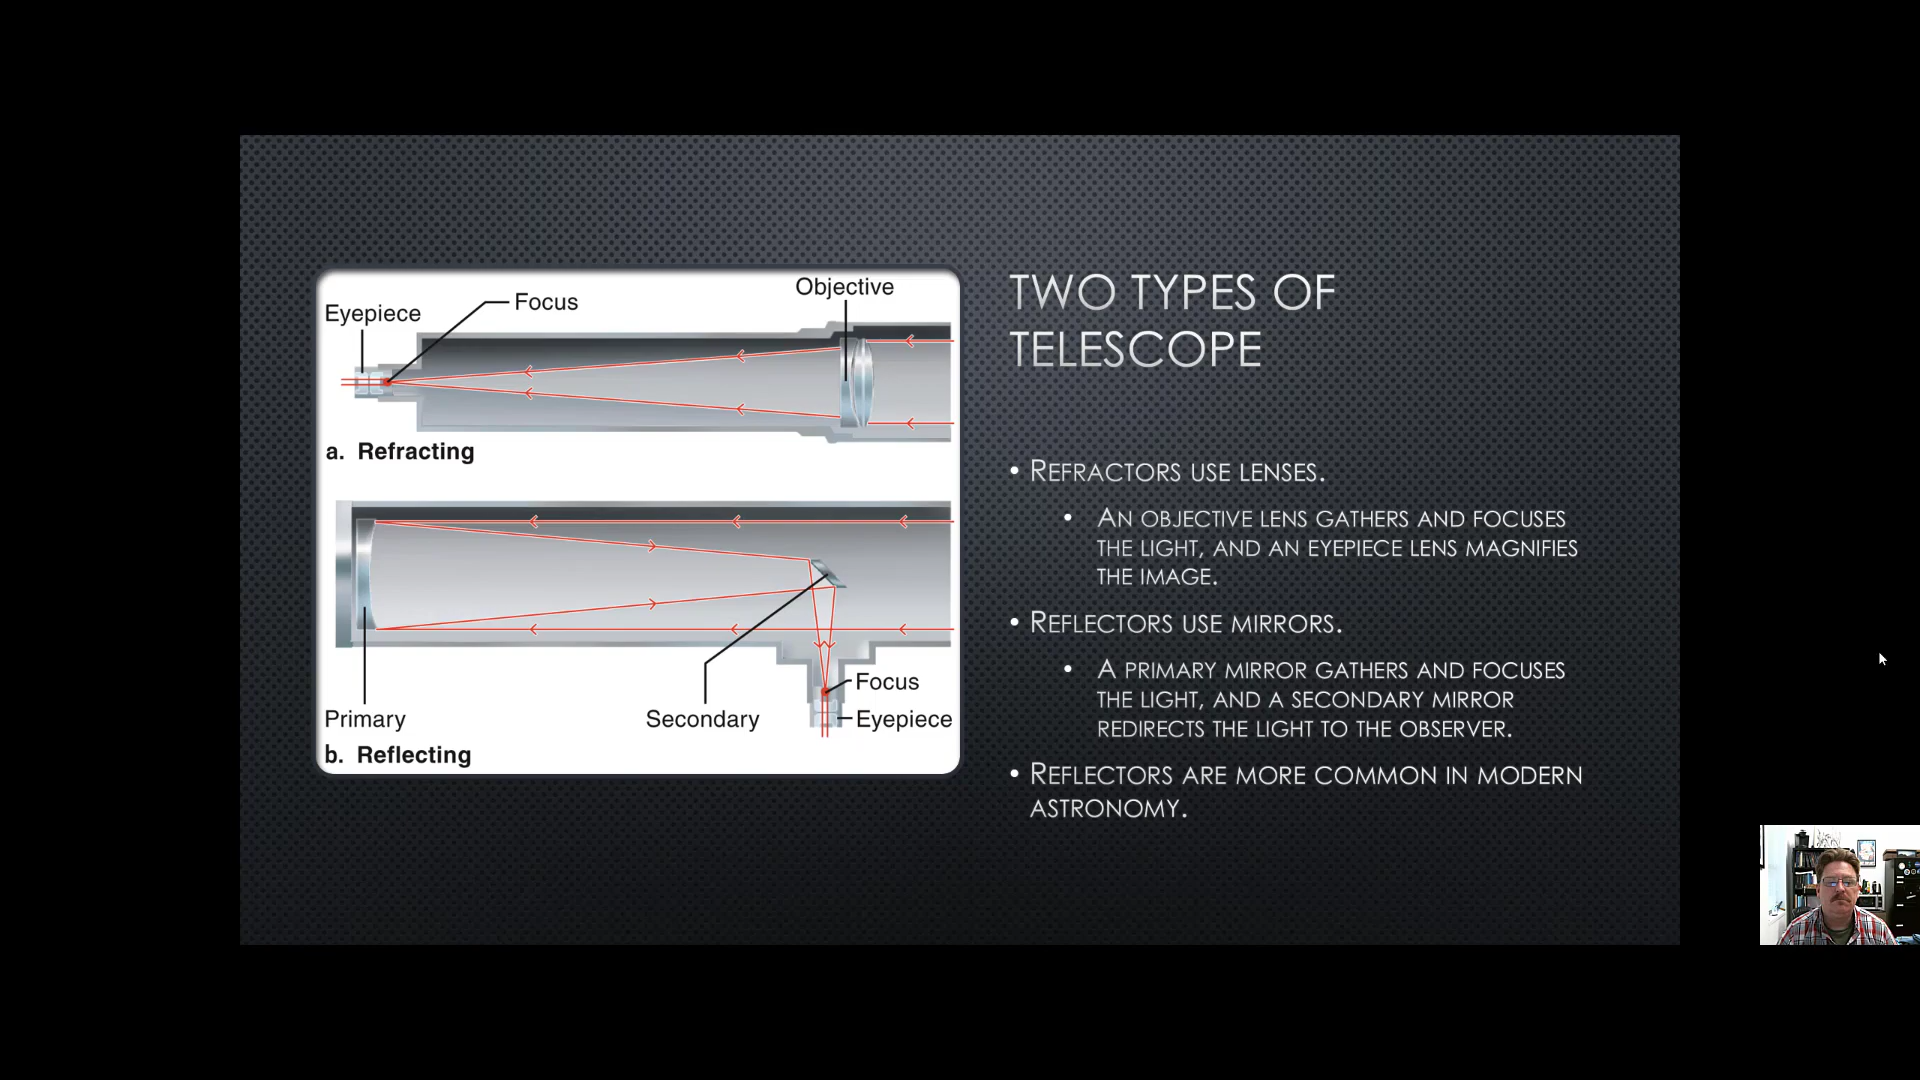 Objective
Focus
Eyepiece
a. Refracting
Focus
Primary
Secondary
Eyepiece
b. Reflecting
TWO TYPES OF
TELESCOPE
• REFRACTORS USE LENSES.
• AN OBJECTIVE LENS GATHERS AND FOCUSES
THE LIGHT, AND AN EYEPIECE LENS MAGNIFIES
THE IMAGE.
• REFLECTORS USE MIRRORS.
• A PRIMARY MIRROR GATHERS AND FOCUSES
THE LIGHT, AND A SECONDARY MIRROR
REDIRECTS THE LIGHT TO THE OBSERVER.
• REFLECTORS ARE MORE COMMON IN MODERN
ASTRONOMY.